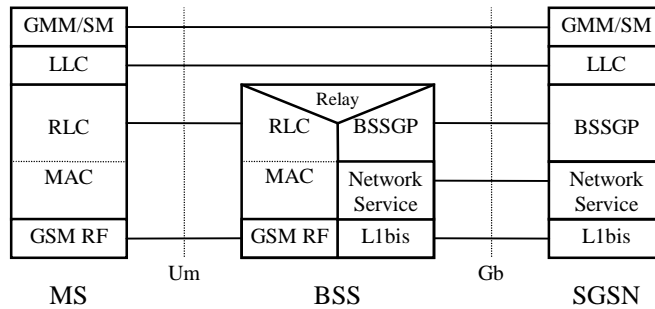 GMM/SM
GMM/SM
LLC
LLC
Relay
RLC
RLC
BSSGP
BSSGP
MAC
MAC
Network
Service
Network
Service
GSM RF
GSM RF
L1bis
L1bis
Um
Gb
MS
BSS
SGSN